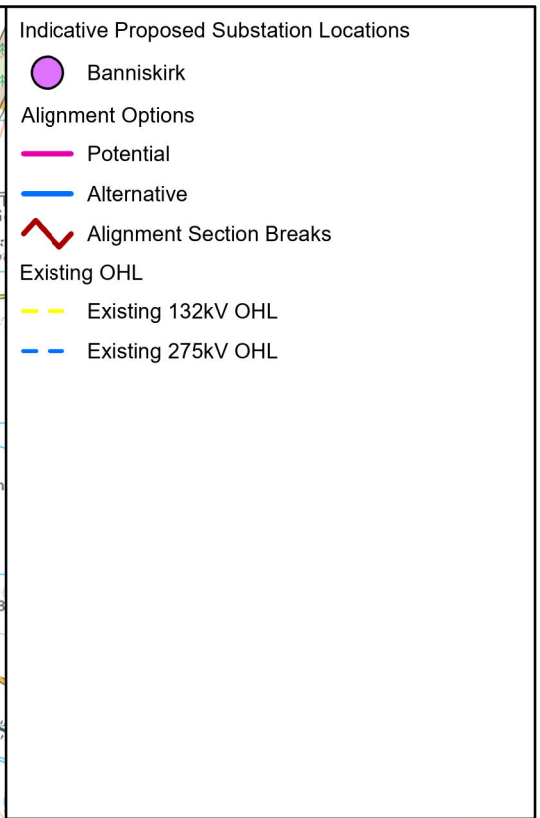 Indicative Proposed Substation Locations
Banniskirk
Alignment Options
Potential
Alternative
Alignment Section Breaks
Existing OHL
Existing 132kV OHL
Existing 275kV OHL